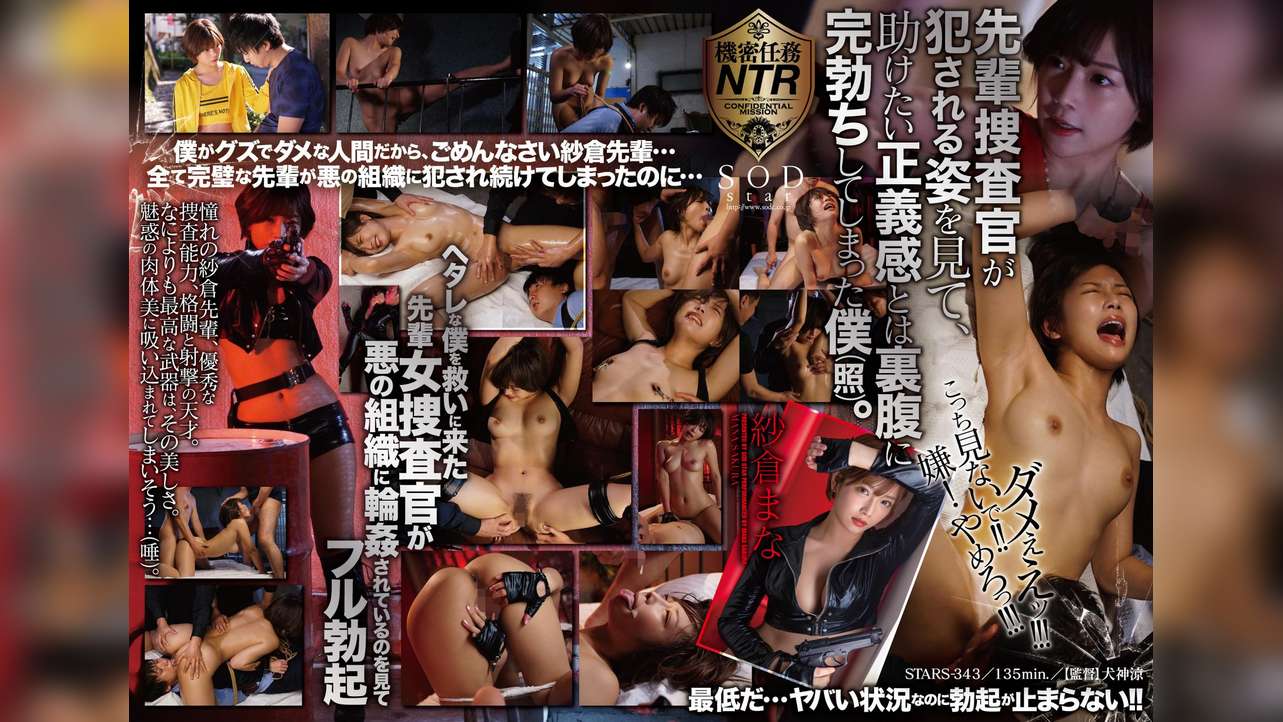 先輩捜査官が
犯される姿を見て、
助けたい正義感とは裏腹に
完勃ちしてしまった僕(照)。
機密任務
NTR
CONFIDENTIAL
MISSION
SOD
star
http://www.sod.co.jp
僕がグズでダメな人間だから、ごめんなさい紗倉先輩…
全て完璧な先輩が悪の組織に犯され続けてしまったのに…
憧れの紗倉先輩、優秀な
捜査能力、格闘と射撃の天才。
なによりも最高な武器は、その美しさ。
魅惑の肉体美に吸い込まれてしまいそう…(唾)。
ヘタレな僕を救いに来た
先輩女捜査官が
悪の組織に輪姦されているのを見て
フル勃起
紗倉まな
ダメぇええッ!!!
こっち見ないで!!
嫌!やめろっ!!!
STARS-343/135min./【監督】犬神涼
最低だ…ヤバい状況なのに勃起が止まらない!!